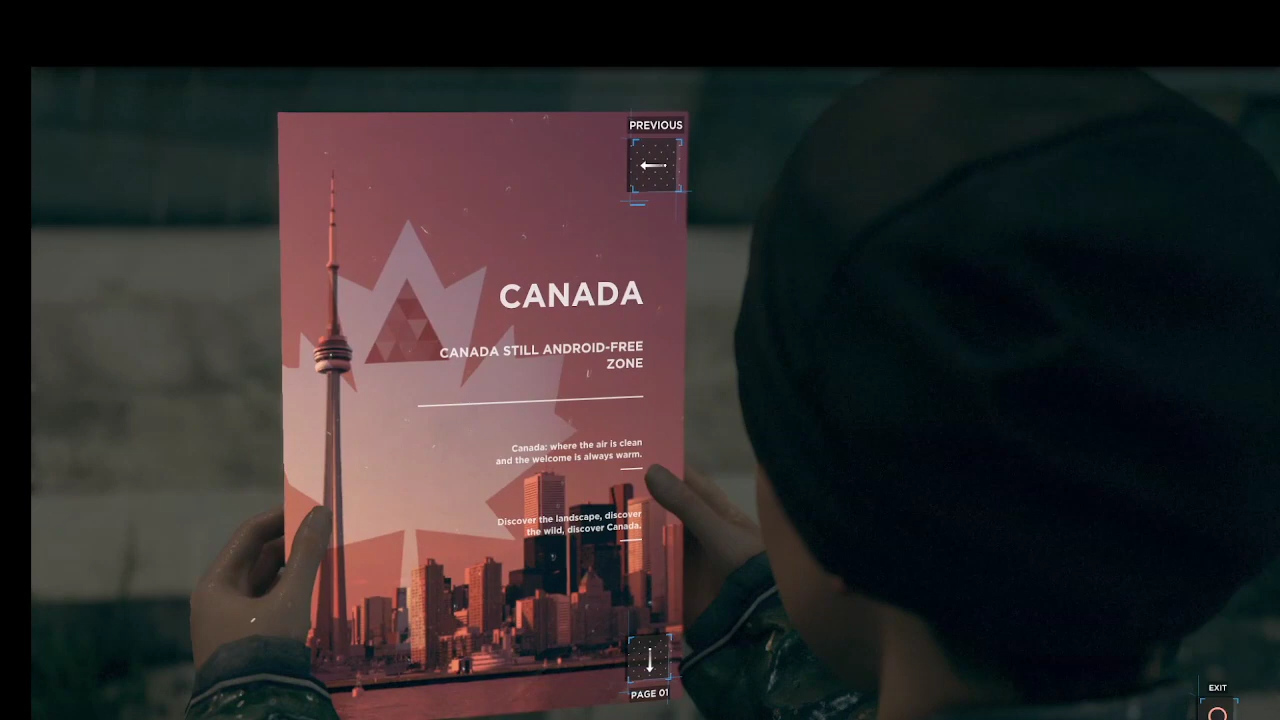 PREVIOUS
CANADA
CANADA STILL ANDROID-FREE
ZONE
Canada: where the air is clean
and the welcome is always warm.
Discover the landscape, discover
the wild, discover Canada.
PAGE 01
EXIT